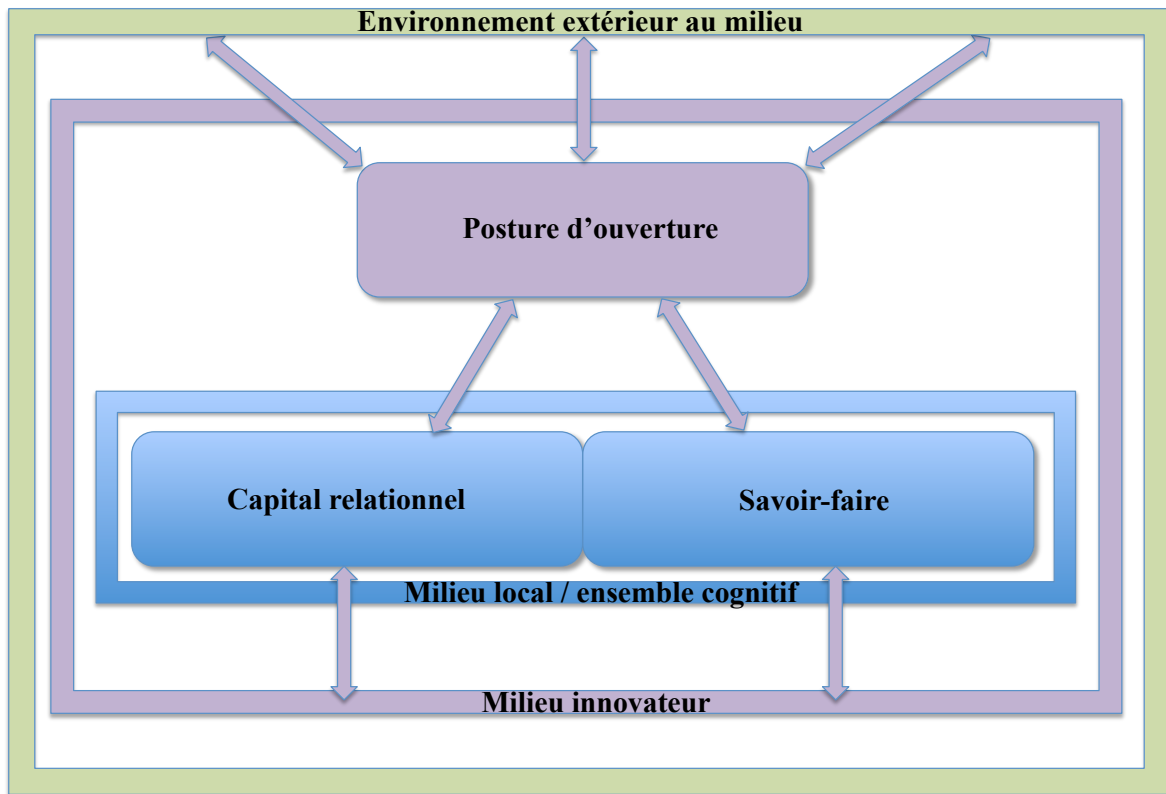 Environnement extérieur au milieu
Posture d’ouverture
Capital relationnel
Savoir-faire
Milieu local / ensemble cognitif
Milieu innovateur